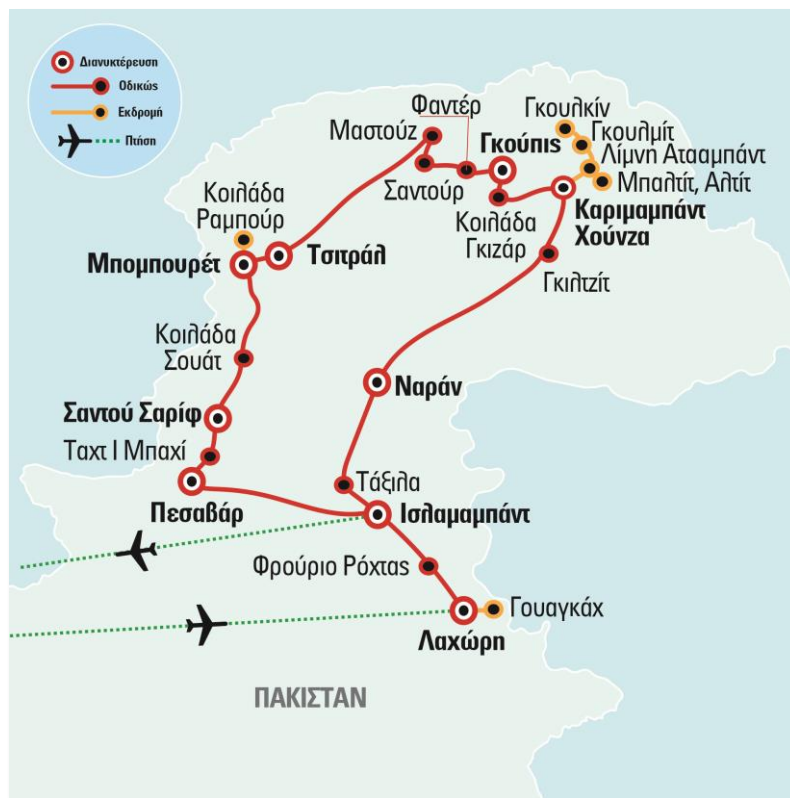 Διανυκτέρευση
Οδικώς
Εκδρομή
Πτήση
Φαντέρ
Μαστούζ
Γκούπις
Γκουλκίν
Γκουλμίτ
Λίμνη Ατααμπάντ
Μπαλτίτ, Αλτίτ
Σαντούρ
Κοιλάδα
Γκιζάρ
Καριμαμπάντ
Χούνζα
Κοιλάδα
Ραμπούρ
Μπομπουρέτ
Τσιτράλ
Γκιλτζίτ
Κοιλάδα
Σουάτ
Ναράν
Σαντού Σαρίφ
Ταχτ Ι Μπαχί
Τάξιλα
Πεσαβάρ
Ισλαμαμπάντ
Φρούριο Ρόχτας
Γουαγκάχ
Λαχώρη
ΠΑΚΙΣΤΑΝ